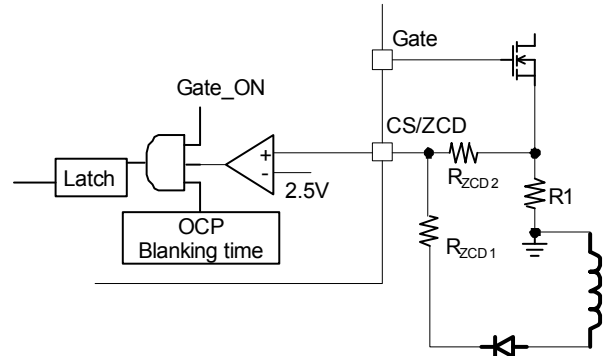 Gate
Gate_ON
CS/ZCD
+
-
2.5V
Latch
OCP
Blanking time
RZCD2
R1
RZCD1